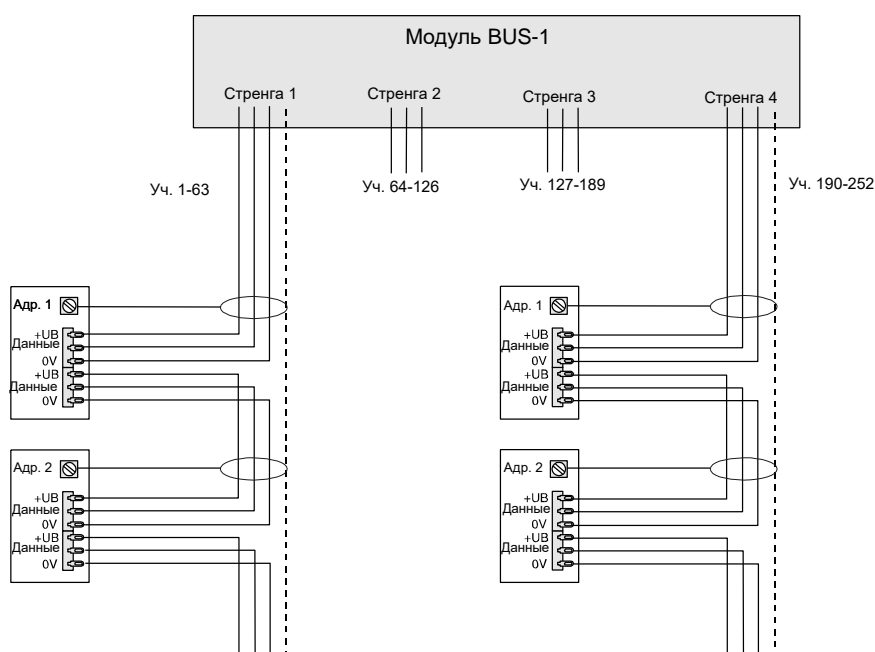 Модуль BUS-1
Стренга 1
Стренга 2
Стренга 3
Стренга 4
Уч. 1-63
Уч. 64-126
Уч. 127-189
Уч. 190-252
Адр. 1
+UB
Данные
0V
+UB
Данные
0V
Адр. 1
+UB
Данные
0V
+UB
Данные
0V
Адр. 2
+UB
Данные
0V
+UB
Данные
0V
Адр. 2
+UB
Данные
0V
+UB
Данные
0V